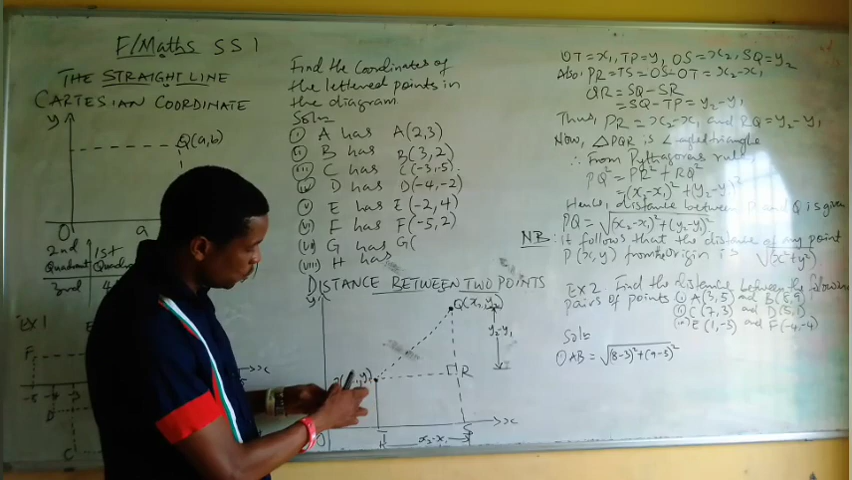 F/Maths SS1
THE STRAIGHT LINE
CARTESIAN COORDINATE
y
Q(a,b)
O
a
2nd
Quadrant
1st
3rd
4
Ex 1
F
-5
-4
-3
D
C
x
Find the Coordinates of
the lettered points in
the diagram
Soln
(i) A has A(2,3)
(ii) B has B(3,2)
(iii) C has C(-3,-5).
(iv) D has D(-4,-2)
(v) E has E(-2,4)
(vi) F has F(-5,2)
(vii) G has G(
(viii) H has
DISTANCE BETWEEN TWO POINTS
y
Q(x₂,y₂)
y₂-y₁
R
O
T
x₂-x₁
S
x
OT = x₁, TP = y₁, OS = x₂, SQ = y₂
Also, PR = TS = OS - OT = x₂-x₁
QR = SQ - SR
= SQ - TP = y₂-y₁
Thus, PR = x₂-x₁ and RQ = y₂-y₁
Now, △PQR is ∠ angled triangle
∴ From Pythagoras rule,
PQ² = PR² + RQ²
= (x₂-x₁)² + (y₂-y₁)²
Hence, distance between P and Q is given
PQ = √(x₂-x₁)² + (y₂-y₁)²
NB: It follows that the distance of any point
P(x,y) from origin is √(x²+y²)
Ex 2 Find the distance between the following
pairs of points (i) A(3,5) and B(8,9)
(ii) C(7,3) and D(5,1)
(iii) E(1,-3) and F(-4,-4)
Soln
(i) AB = √(8-3)²+(9-5)²